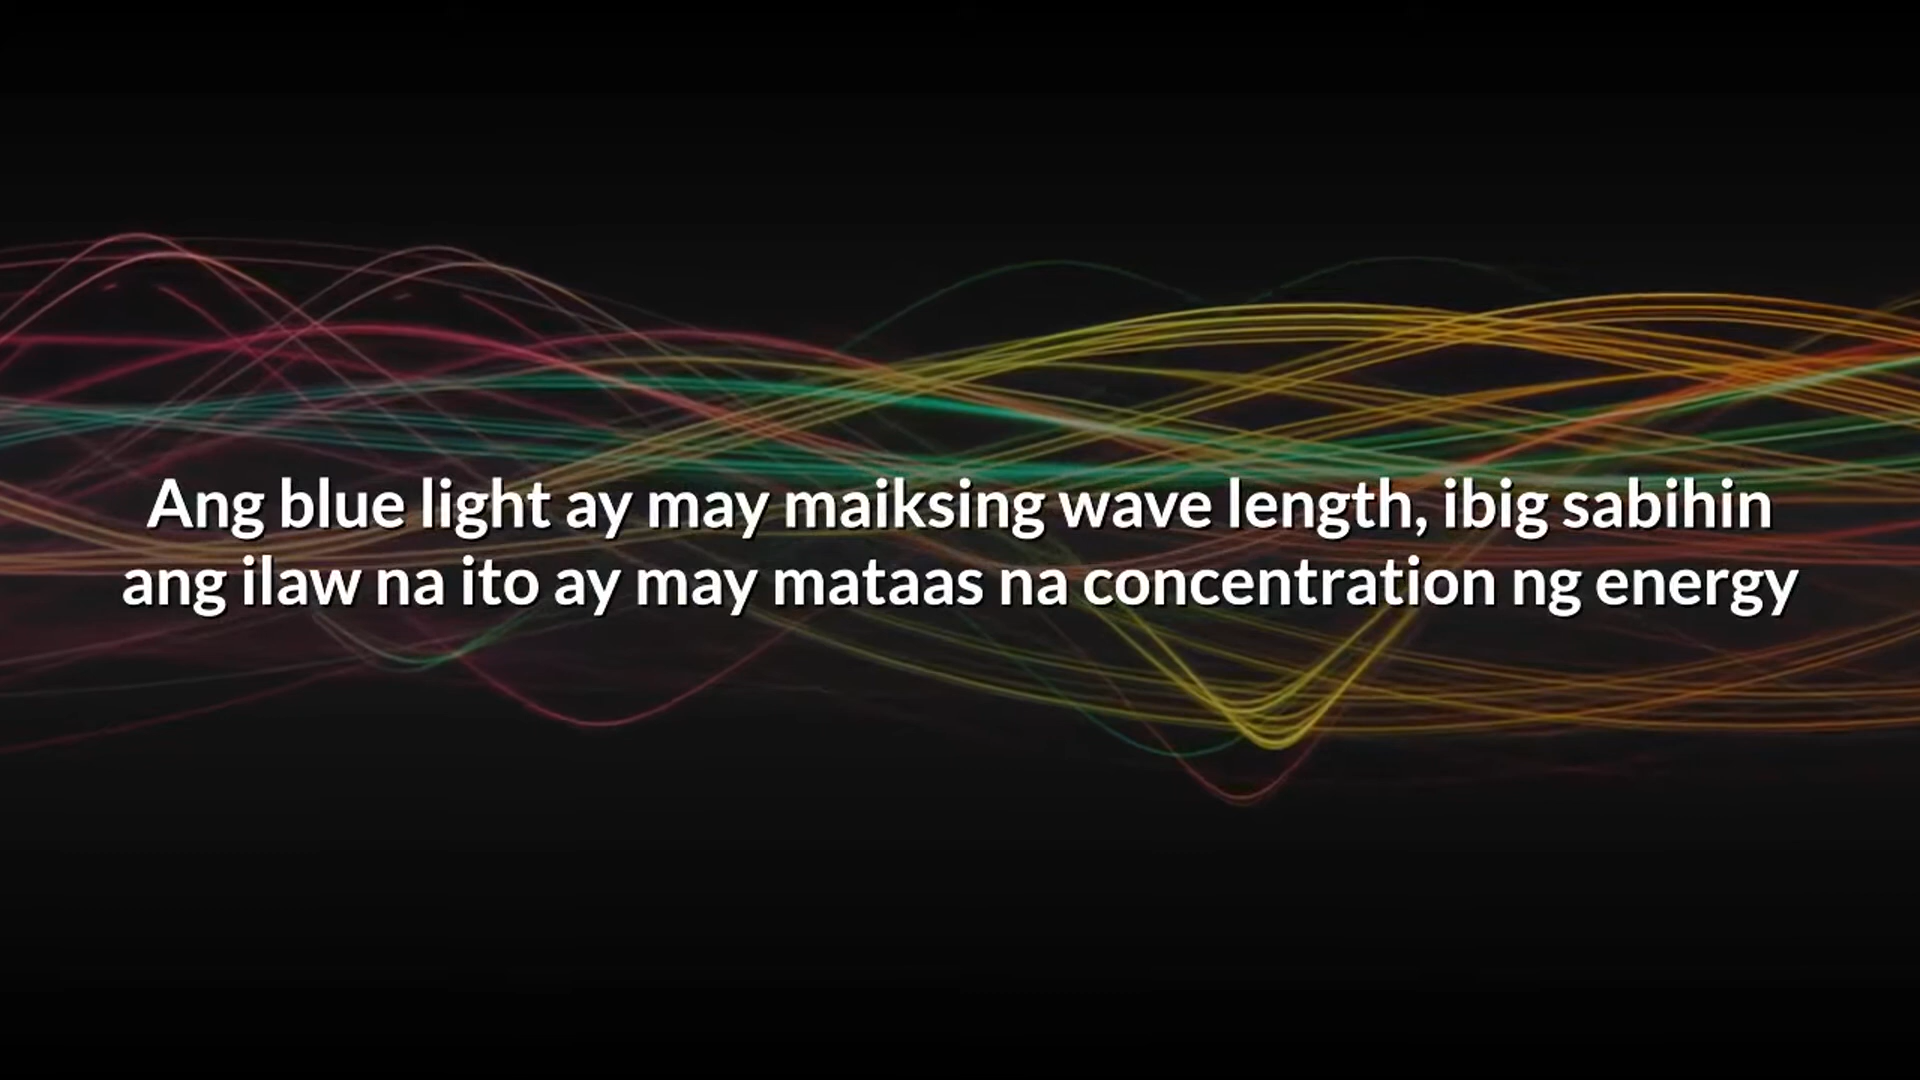 Ang blue light ay may maiksing wave length, ibig sabihin
ang ilaw na ito ay may mataas na concentration ng energy